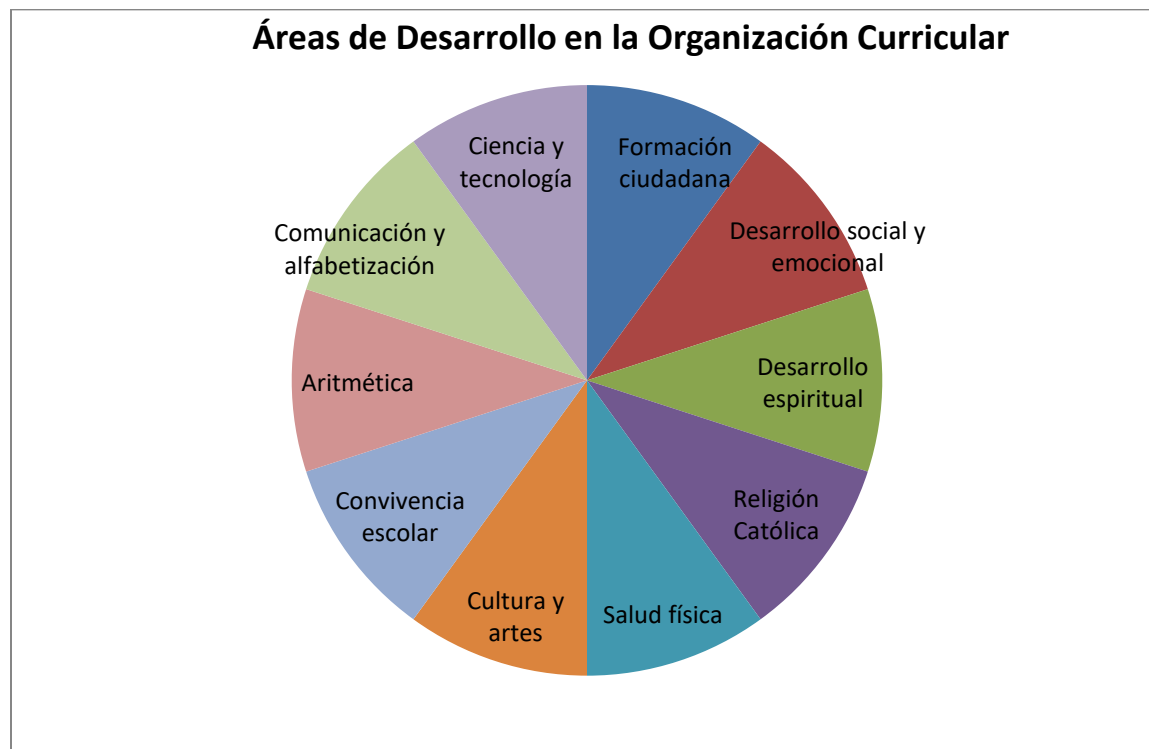 Áreas de Desarrollo en la Organización Curricular
Formación
ciudadana
Desarrollo social y
emocional
Desarrollo
espiritual
Religión
Católica
Salud física
Cultura y
artes
Convivencia
escolar
Aritmética
Comunicación y
alfabetización
Ciencia y
tecnología